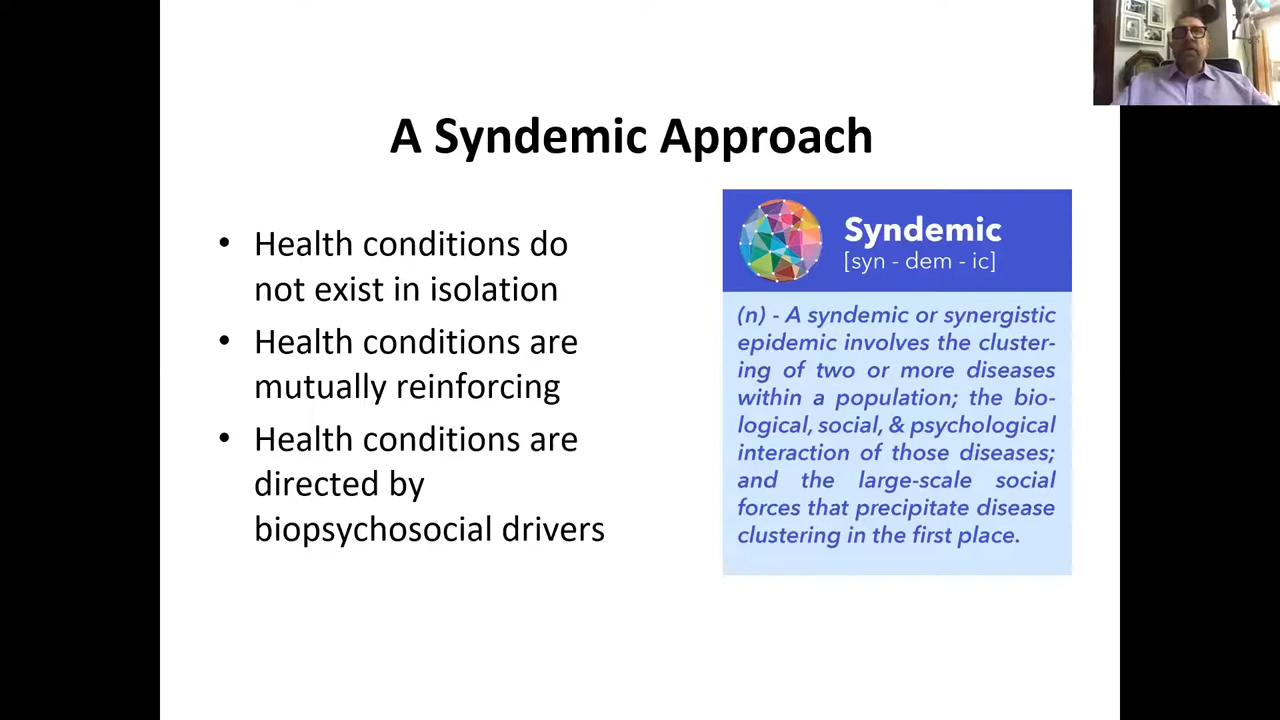 A Syndemic Approach
• Health conditions do
not exist in isolation
• Health conditions are
mutually reinforcing
• Health conditions are
directed by
biopsychosocial drivers
Syndemic
[syn - dem - ic]
(n) - A syndemic or synergistic
epidemic involves the cluster-
ing of two or more diseases
within a population; the bio-
logical, social, & psychological
interaction of those diseases;
and the large-scale social
forces that precipitate disease
clustering in the first place.